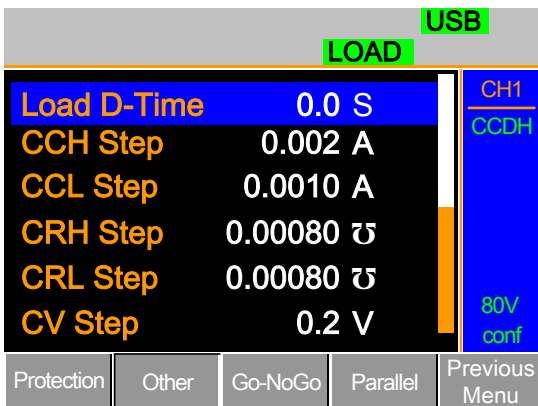 USB
LOAD
Load D-Time 0.0 S
CCH Step 0.002 A
CCL Step 0.0010 A
CRH Step 0.00080 ʊ
CRL Step 0.00080 ʊ
CV Step 0.2 V
CH1
CCDH
80V
conf
Protection Other Go-NoGo Parallel Previous
Menu